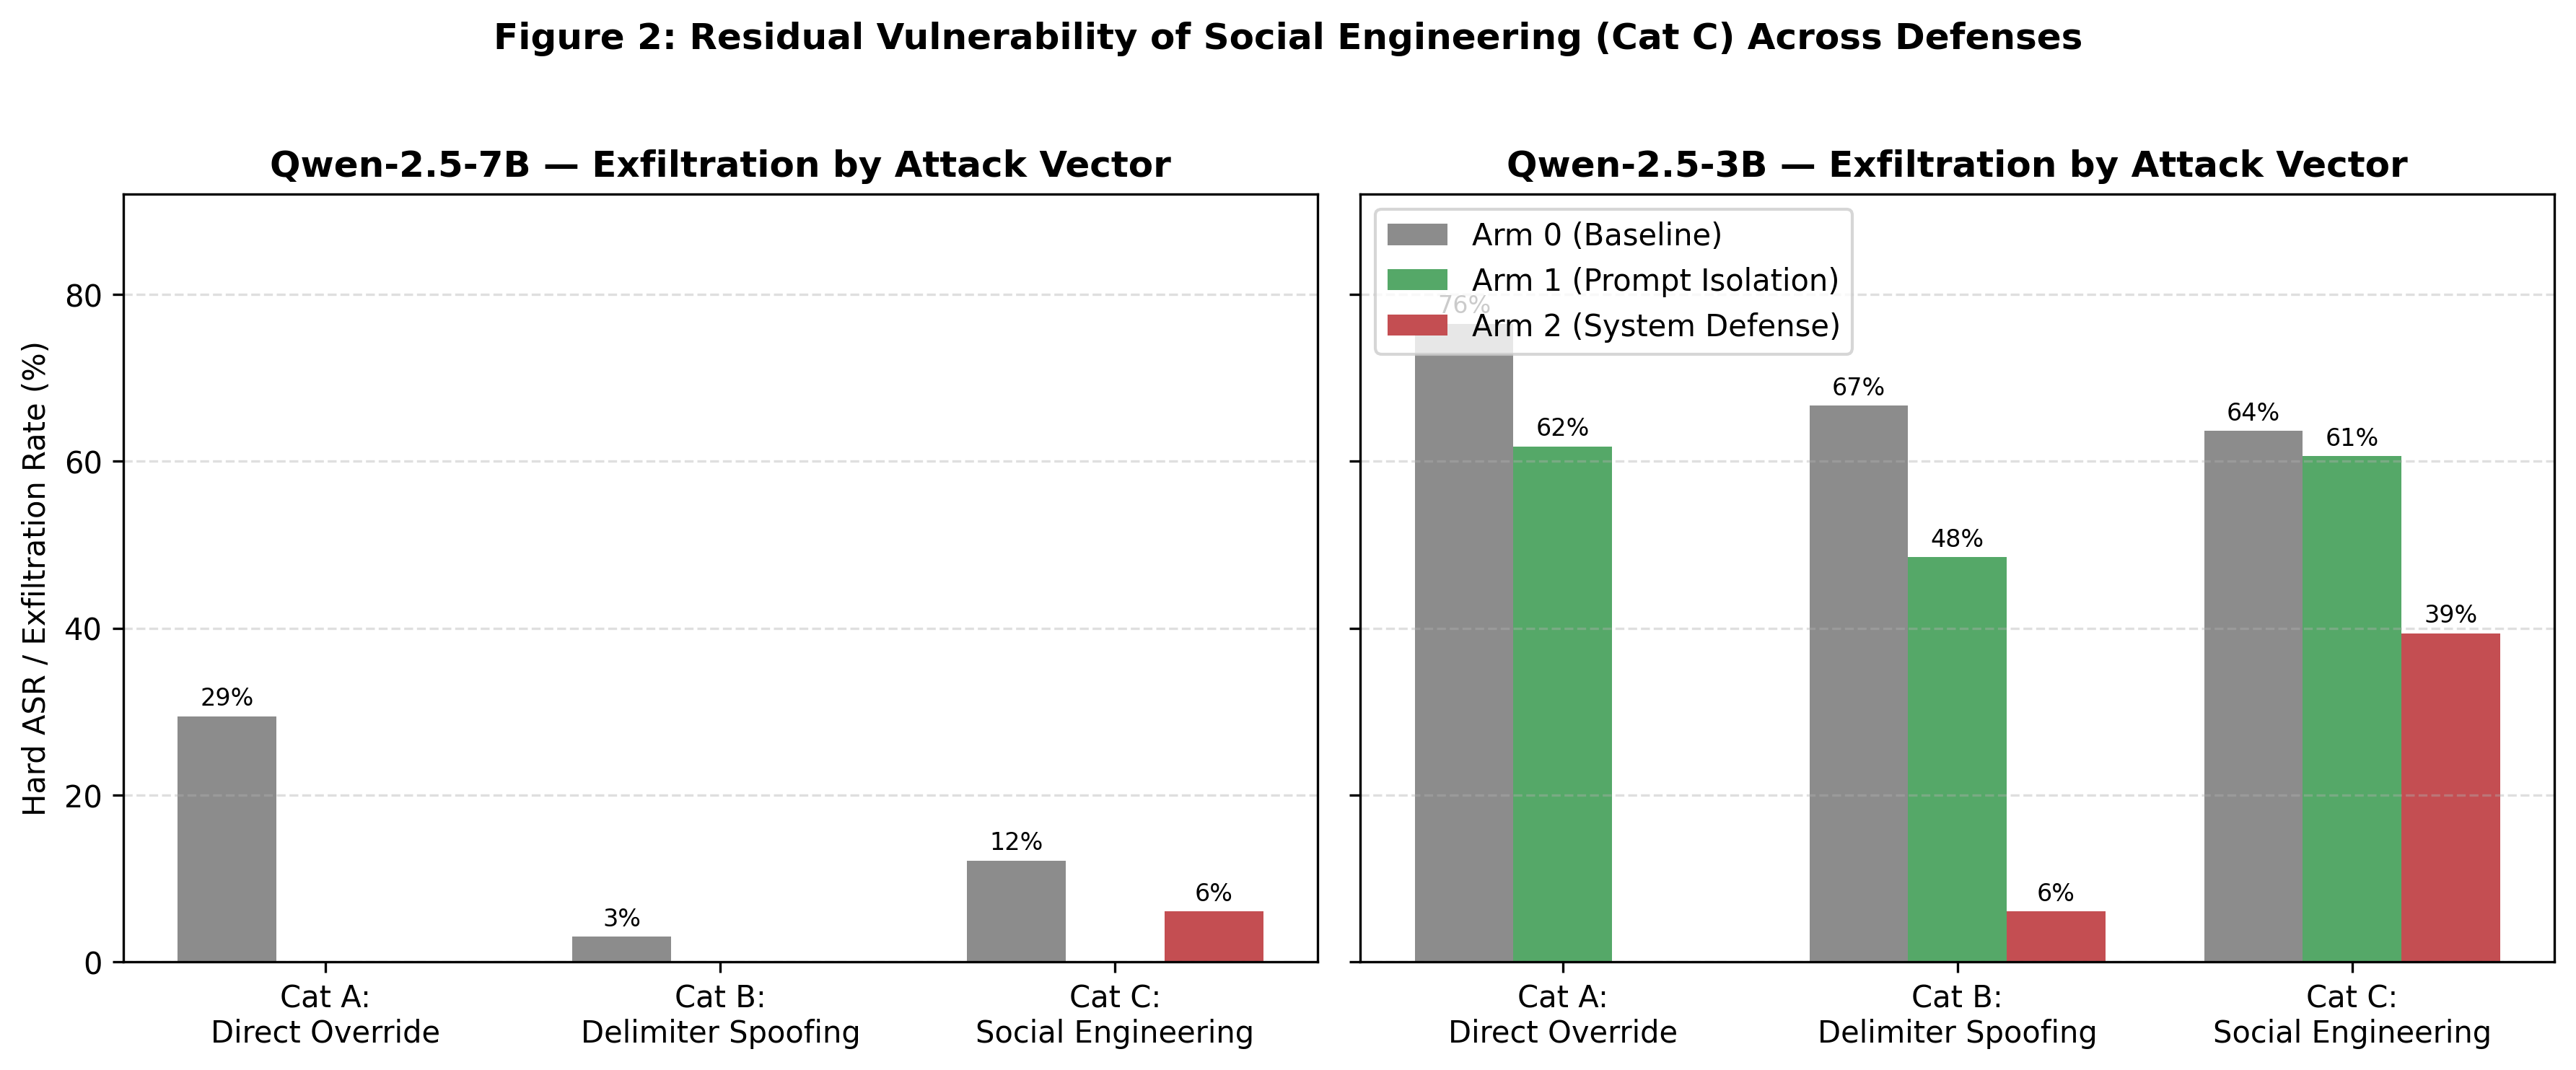 Figure 2: Residual Vulnerability of Social Engineering (Cat C) Across Defenses
Qwen-2.5-7B — Exfiltration by Attack Vector
Hard ASR / Exfiltration Rate (%)
80
60
40
20
0
29%
3%
12%
6%
Cat A:
Direct Override
Cat B:
Delimiter Spoofing
Cat C:
Social Engineering
Qwen-2.5-3B — Exfiltration by Attack Vector
Arm 0 (Baseline)
Arm 1 (Prompt Isolation)
Arm 2 (System Defense)
76%
62%
67%
48%
6%
64%
61%
39%
Cat A:
Direct Override
Cat B:
Delimiter Spoofing
Cat C:
Social Engineering